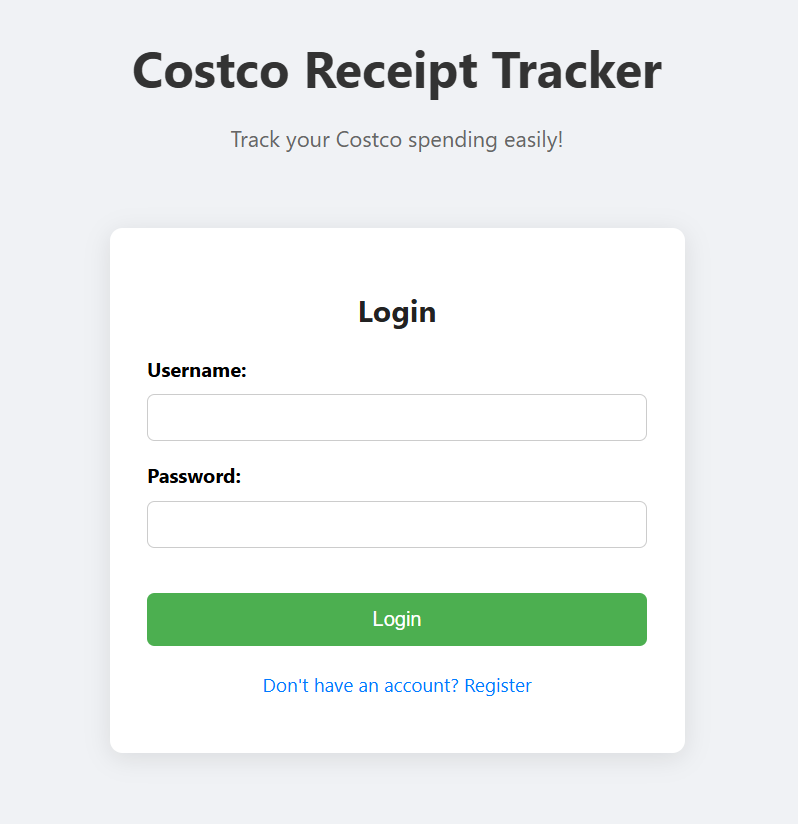 Costco Receipt Tracker
Track your Costco spending easily!
Login
Username:
Password:
Login
Don't have an account? Register